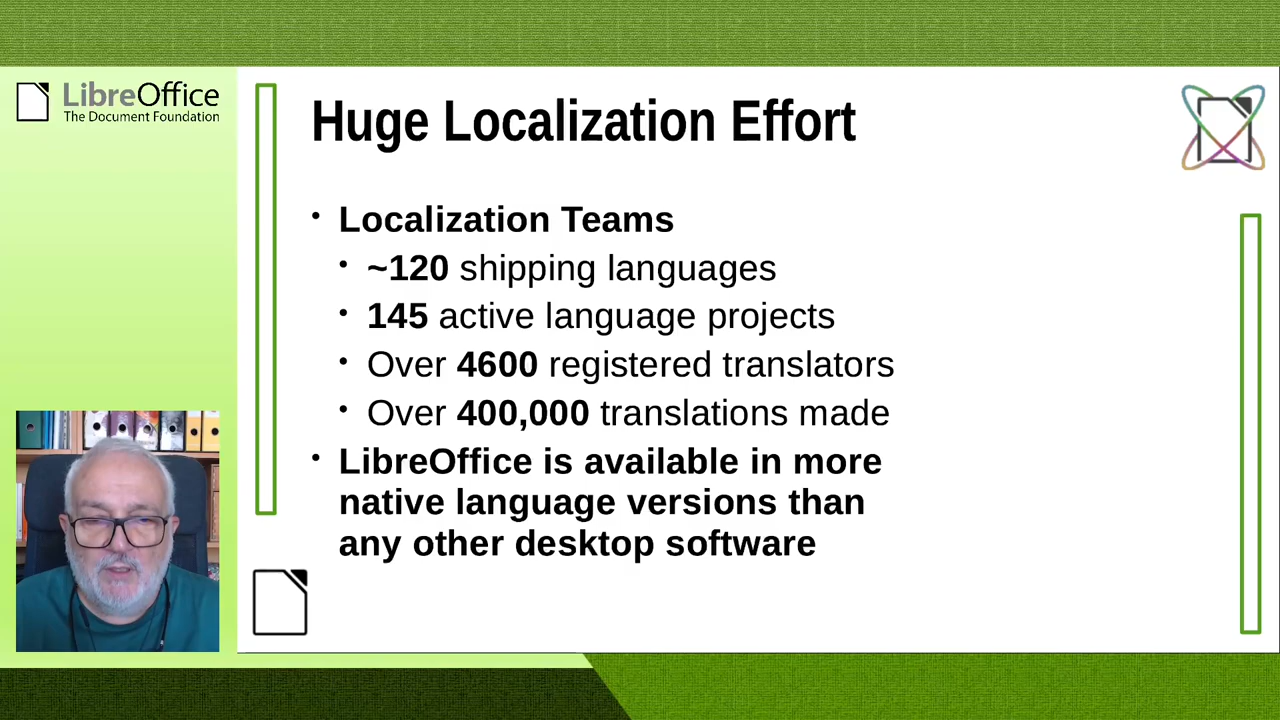 LibreOffice
The Document Foundation
Huge Localization Effort
• Localization Teams
• ~120 shipping languages
• 145 active language projects
• Over 4600 registered translators
• Over 400,000 translations made
• LibreOffice is available in more
native language versions than
any other desktop software